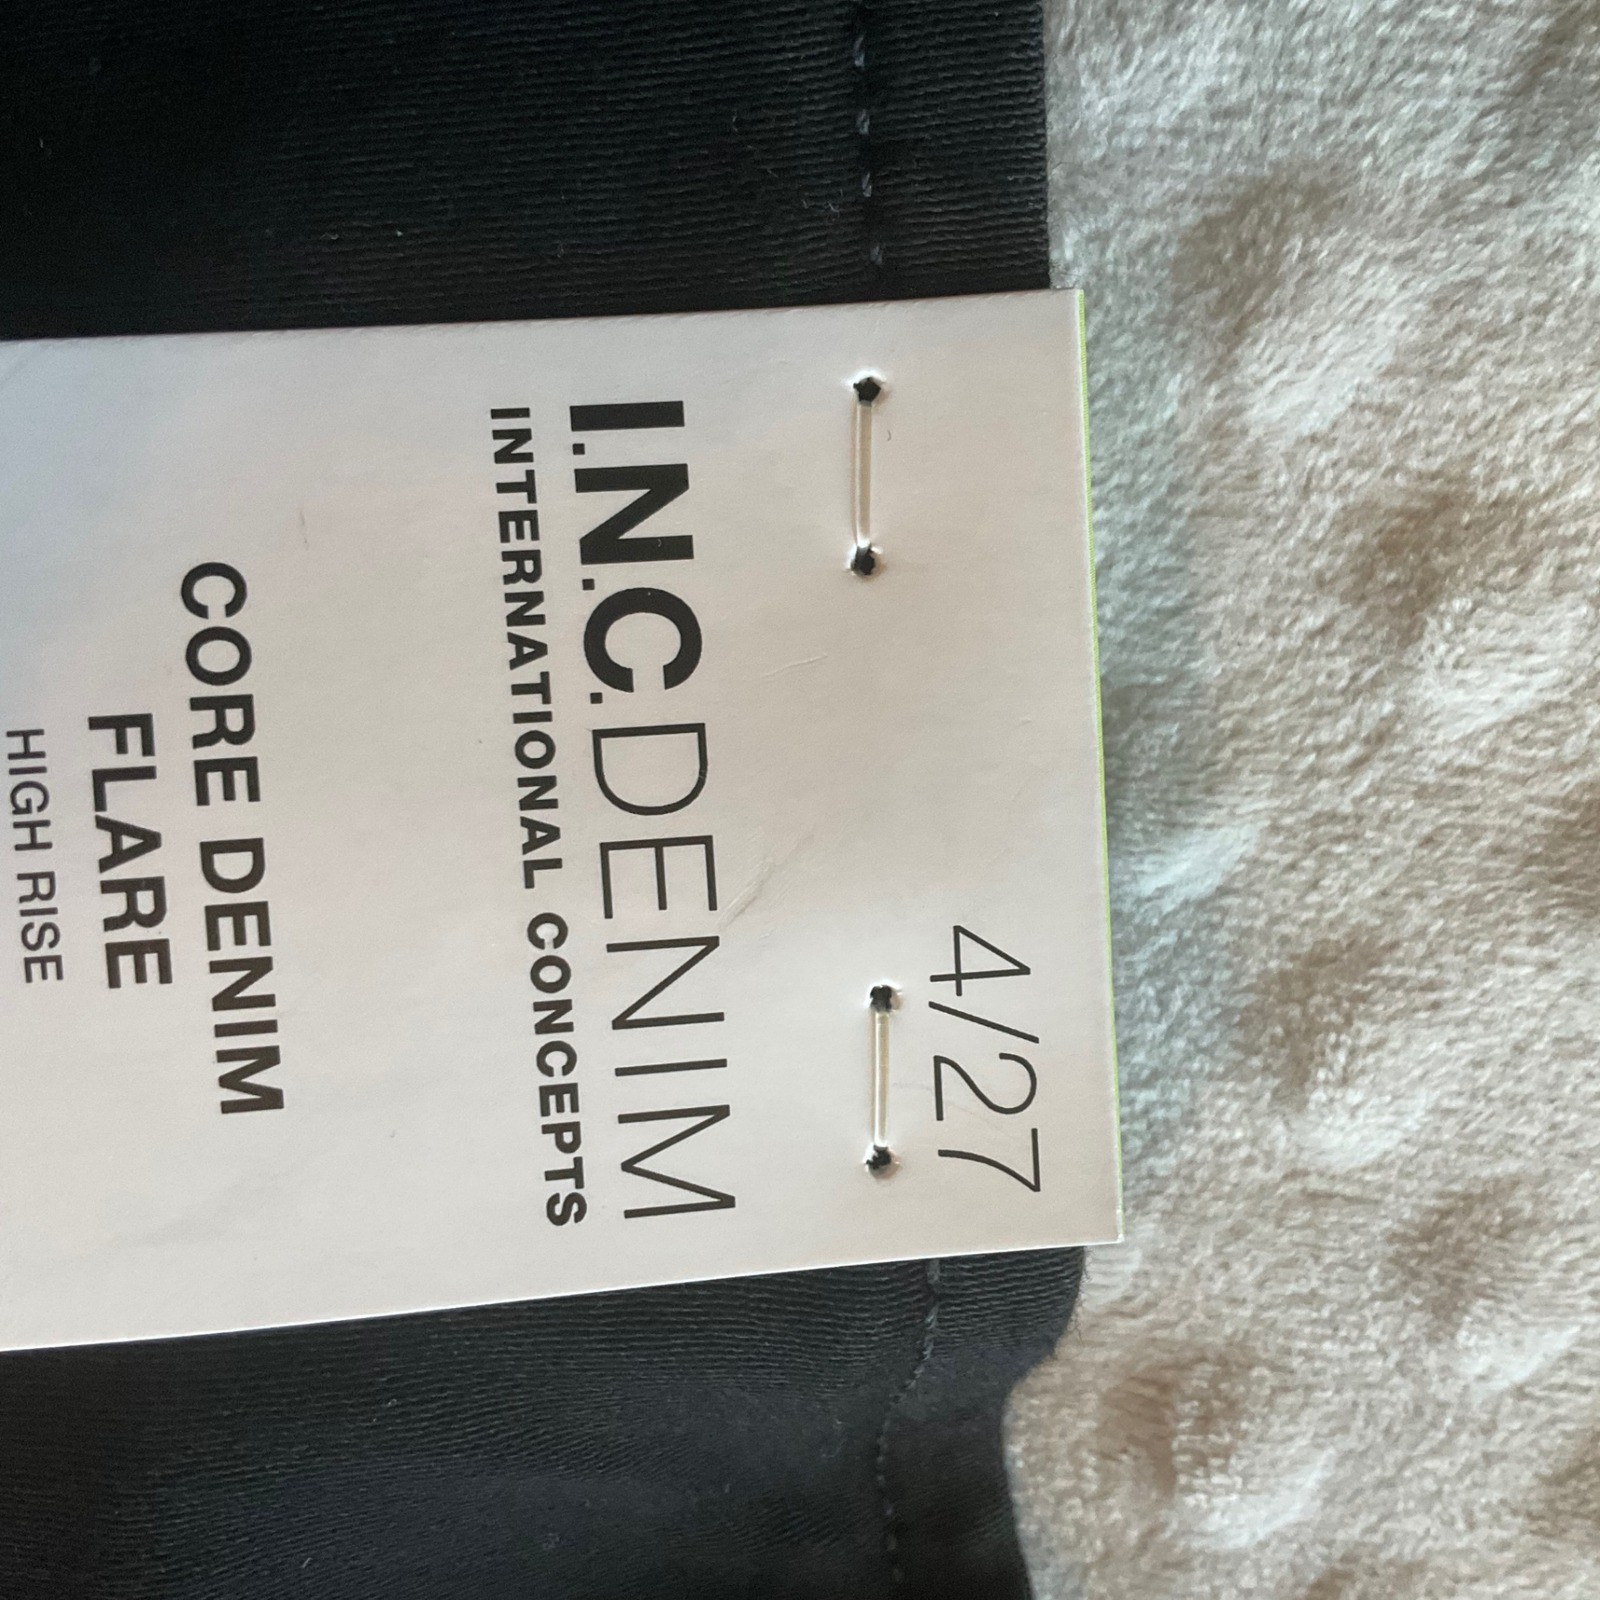 4/27
I.N.C.DENIM
INTERNATIONAL CONCEPTS
CORE DENIM
FLARE
HIGH RISE